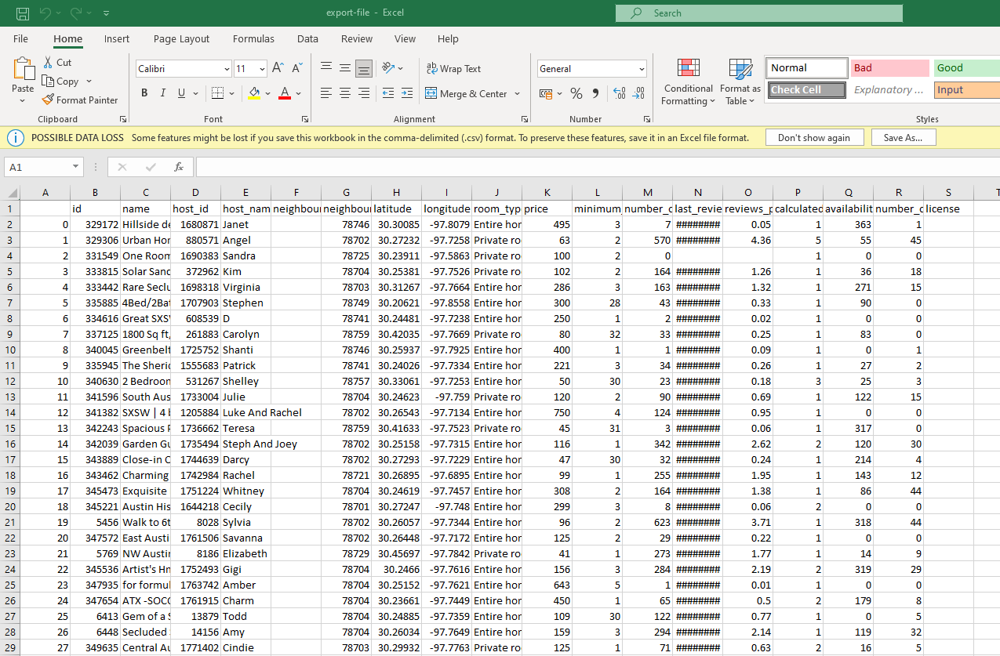 export-file - Excel
Search
File Home Insert Page Layout Formulas Data Review View Help
Paste
Cut
Copy
Format Painter
Clipboard
Calibri 11
B I U
Font
Wrap Text
Merge & Center
Alignment
General
Number
Conditional Formatting
Format as Table
Normal Bad Good
Check Cell Explanatory ... Input
Styles
POSSIBLE DATA LOSS Some features might be lost if you save this workbook in the comma-delimited (.csv) format. To preserve these features, save it in an Excel file format. Don't show again Save As...
A1 fx
A B C D E F G H I J K L M N O P Q R S T
1 id name host_id host_nam neighbour neighbour latitude longitude room_typ price minimum_ number_o last_revie reviews_p calculated availabilit number_o license
2 0 329172 Hillside de 1680871 Janet 78746 30.30085 -97.8079 Entire hor 495 3 7 ######## 0.05 1 363 1
3 1 329306 Urban Hor 880571 Angel 78702 30.27232 -97.7258 Private ro 63 2 570 ######## 4.36 5 55 45
4 2 331549 One Room 1690383 Sandra 78725 30.23911 -97.5863 Private ro 100 2 0 1 0 0
5 3 333815 Solar Sanc 372962 Kim 78704 30.25381 -97.7526 Private ro 102 2 164 ######## 1.26 1 36 18
6 4 333442 Rare Seclu 1698318 Virginia 78703 30.31267 -97.7664 Entire hor 286 3 163 ######## 1.32 1 271 15
7 5 335885 4Bed/2Bat 1707903 Stephen 78749 30.20621 -97.8558 Entire hor 300 28 43 ######## 0.33 1 90 0
8 6 334616 Great SXSV 608539 D 78741 30.24481 -97.7238 Entire hor 250 1 2 ######## 0.02 1 0 0
9 7 337125 1800 Sq ft, 261883 Carolyn 78759 30.42035 -97.7669 Private ro 80 32 33 ######## 0.25 1 83 0
10 8 340045 Greenbelt 1725752 Shanti 78746 30.25937 -97.7925 Entire hor 400 1 1 ######## 0.09 1 0 1
11 9 335945 The Sheric 1555683 Patrick 78741 30.24026 -97.7334 Entire hor 221 3 34 ######## 0.26 1 27 2
12 10 340630 2 Bedroon 531267 Shelley 78757 30.33061 -97.7253 Entire hor 50 30 23 ######## 0.18 3 25 3
13 11 341596 South Aus 1733004 Julie 78704 30.24623 -97.759 Private ro 120 2 90 ######## 0.69 1 122 15
14 12 341382 SXSW | 4 b 1205884 Luke And Rachel 78702 30.26543 -97.7134 Entire hor 750 4 124 ######## 0.95 1 0 0
15 13 342243 Spacious F 1736662 Teresa 78759 30.41633 -97.7523 Private ro 45 31 3 ######## 0.06 1 317 0
16 14 342039 Garden Gu 1735494 Steph And Joey 78702 30.25158 -97.7315 Entire hor 116 1 342 ######## 2.62 2 120 30
17 15 343889 Close-in C 1744639 Darcy 78702 30.27293 -97.7229 Entire hor 47 30 32 ######## 0.24 1 214 4
18 16 343462 Charming 1742984 Rachel 78721 30.26895 -97.6895 Entire hor 99 1 255 ######## 1.95 1 143 12
19 17 345473 Exquisite 1751224 Whitney 78704 30.24619 -97.7457 Entire hor 308 2 164 ######## 1.38 1 86 44
20 18 345221 Austin His 1644218 Cecily 78701 30.27247 -97.748 Entire hor 299 3 8 ######## 0.06 2 0 0
21 19 5456 Walk to 6t 8028 Sylvia 78702 30.26057 -97.7344 Entire hor 96 2 623 ######## 3.71 1 318 44
22 20 347572 East Austi 1761506 Savanna 78702 30.26448 -97.7172 Entire hor 125 2 29 ######## 0.22 1 0 0
23 21 5769 NW Austin 8186 Elizabeth 78729 30.45697 -97.7842 Private ro 41 1 273 ######## 1.77 1 14 9
24 22 345536 Artist's Hn 1752493 Gigi 78704 30.2466 -97.7616 Entire hor 156 3 284 ######## 2.19 2 319 29
25 23 347935 for formul 1763742 Amber 78704 30.25152 -97.7621 Entire hor 643 5 1 ######## 0.01 1 0 0
26 24 347654 ATX -SOCC 1761915 Charm 78704 30.23661 -97.7449 Entire hor 450 1 65 ######## 0.5 2 179 8
27 25 6413 Gem of a S 13879 Todd 78704 30.24885 -97.7359 Entire hor 109 30 122 ######## 0.77 1 0 5
28 26 6448 Secluded 14156 Amy 78704 30.26034 -97.7649 Entire hor 159 3 294 ######## 2.14 1 119 32
29 27 349635 Central Au 1771402 Cindie 78703 30.29932 -97.7763 Private ro 125 1 71 ######## 0.63 2 16 5